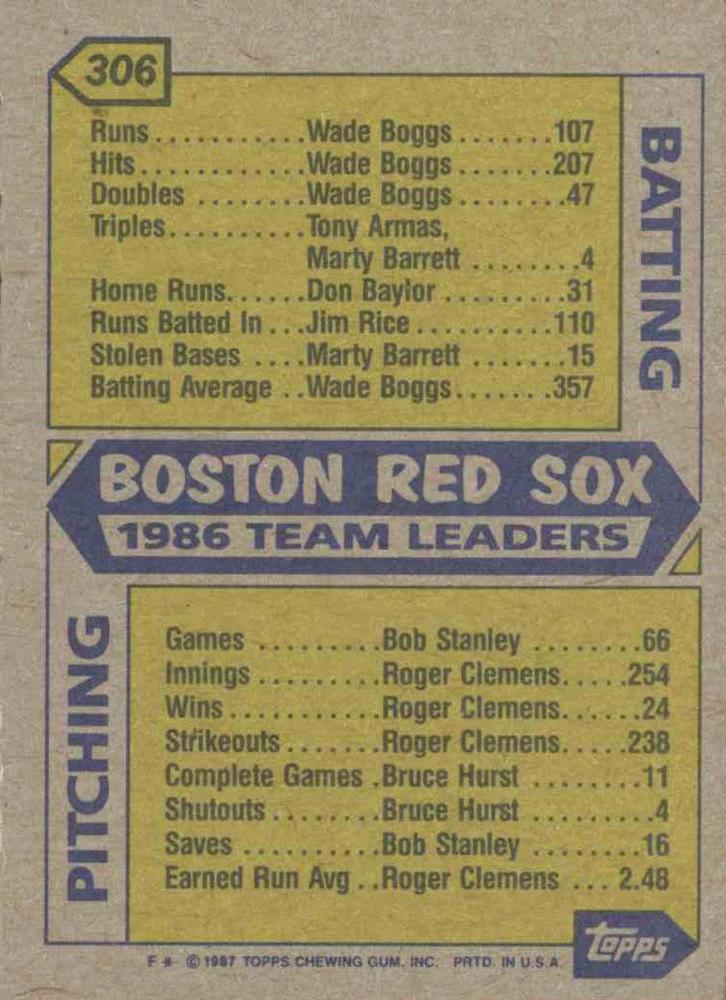 306
Runs...........Wade Boggs.......107
Hits............Wade Boggs.......207
Doubles ........Wade Boggs........47
Triples..........Tony Armas,
Marty Barrett ........4
Home Runs......Don Baylor.........31
Runs Batted In...Jim Rice..........110
Stolen Bases ....Marty Barrett .......15
Batting Average ..Wade Boggs.......357
BATTING
BOSTON RED SOX
1986 TEAM LEADERS
PITCHING
Games .........Bob Stanley ........66
Innings.........Roger Clemens.....254
Wins...........Roger Clemens......24
Strikeouts.......Roger Clemens.....238
Complete Games .Bruce Hurst ........11
Shutouts........Bruce Hurst .........4
Saves ..........Bob Stanley ........16
Earned Run Avg ..Roger Clemens ... 2.48
topps
F * © 1987 TOPPS CHEWING GUM, INC. PRTD. IN U.S.A.